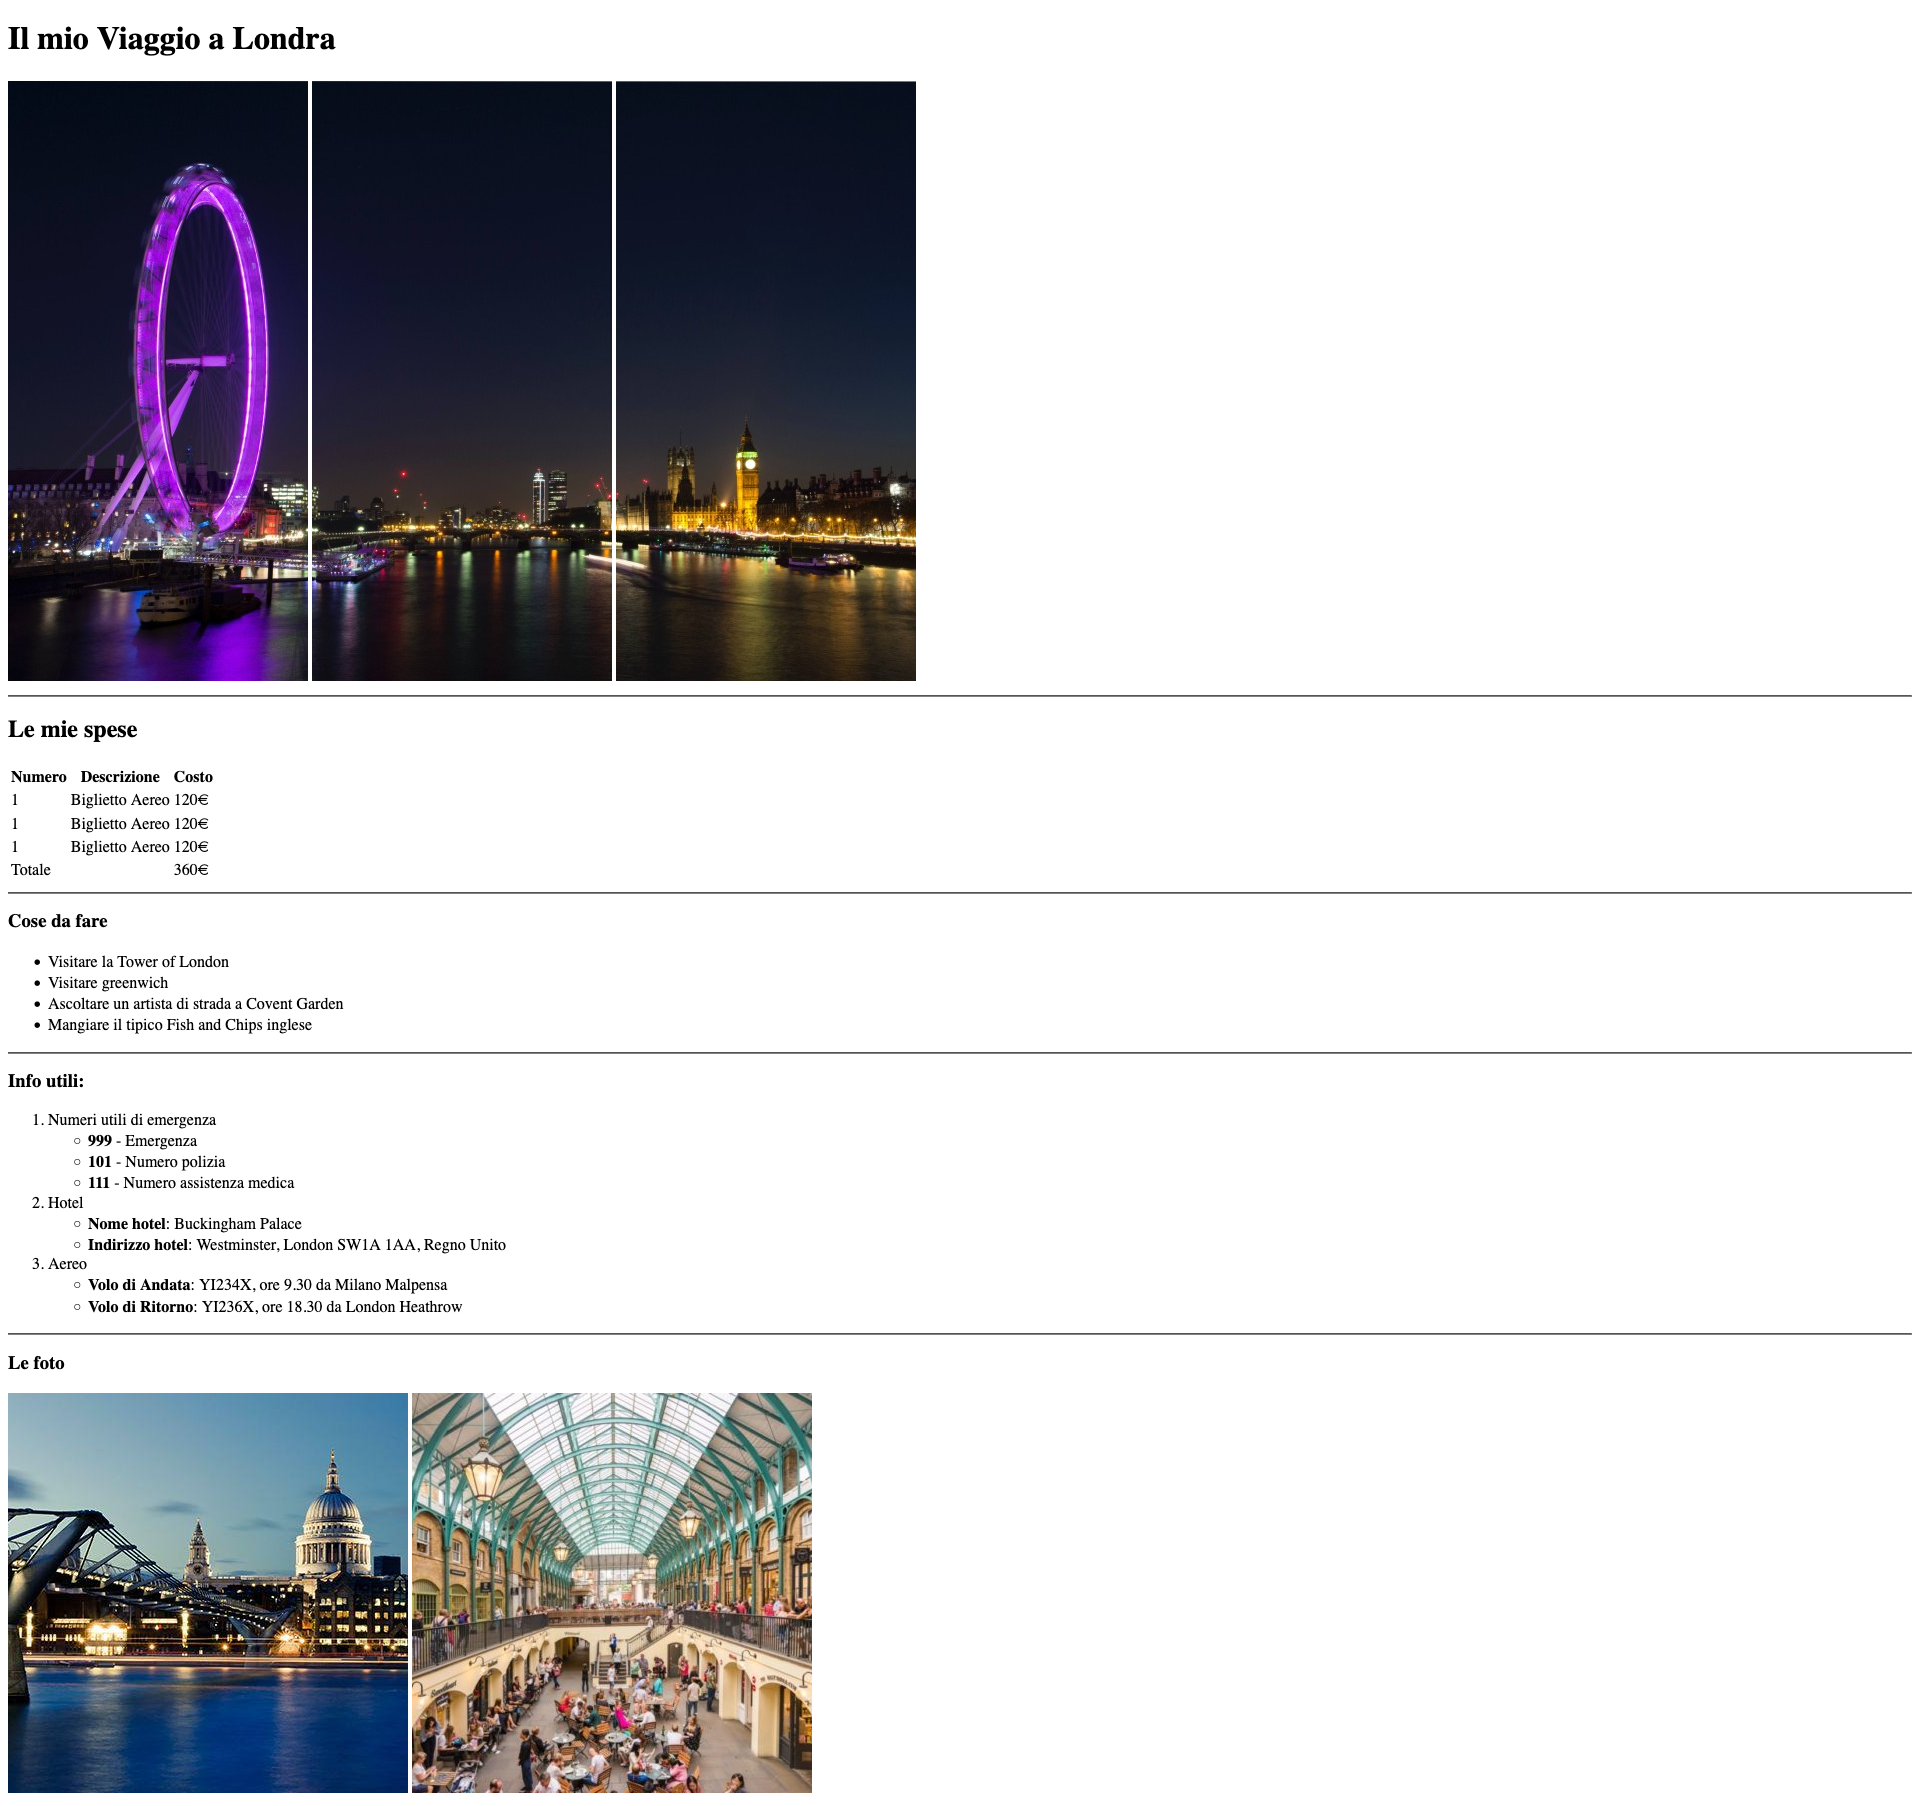 Il mio Viaggio a Londra
Le mie spese
Numero Descrizione Costo
1 Biglietto Aereo 120€
1 Biglietto Aereo 120€
1 Biglietto Aereo 120€
Totale 360€
Cose da fare
• Visitare la Tower of London
• Visitare greenwich
• Ascoltare un artista di strada a Covent Garden
• Mangiare il tipico Fish and Chips inglese
Info utili:
1. Numeri utili di emergenza
◦ 999 - Emergenza
◦ 101 - Numero polizia
◦ 111 - Numero assistenza medica
2. Hotel
◦ Nome hotel: Buckingham Palace
◦ Indirizzo hotel: Westminster, London SW1A 1AA, Regno Unito
3. Aereo
◦ Volo di Andata: YI234X, ore 9.30 da Milano Malpensa
◦ Volo di Ritorno: YI236X, ore 18.30 da London Heathrow
Le foto